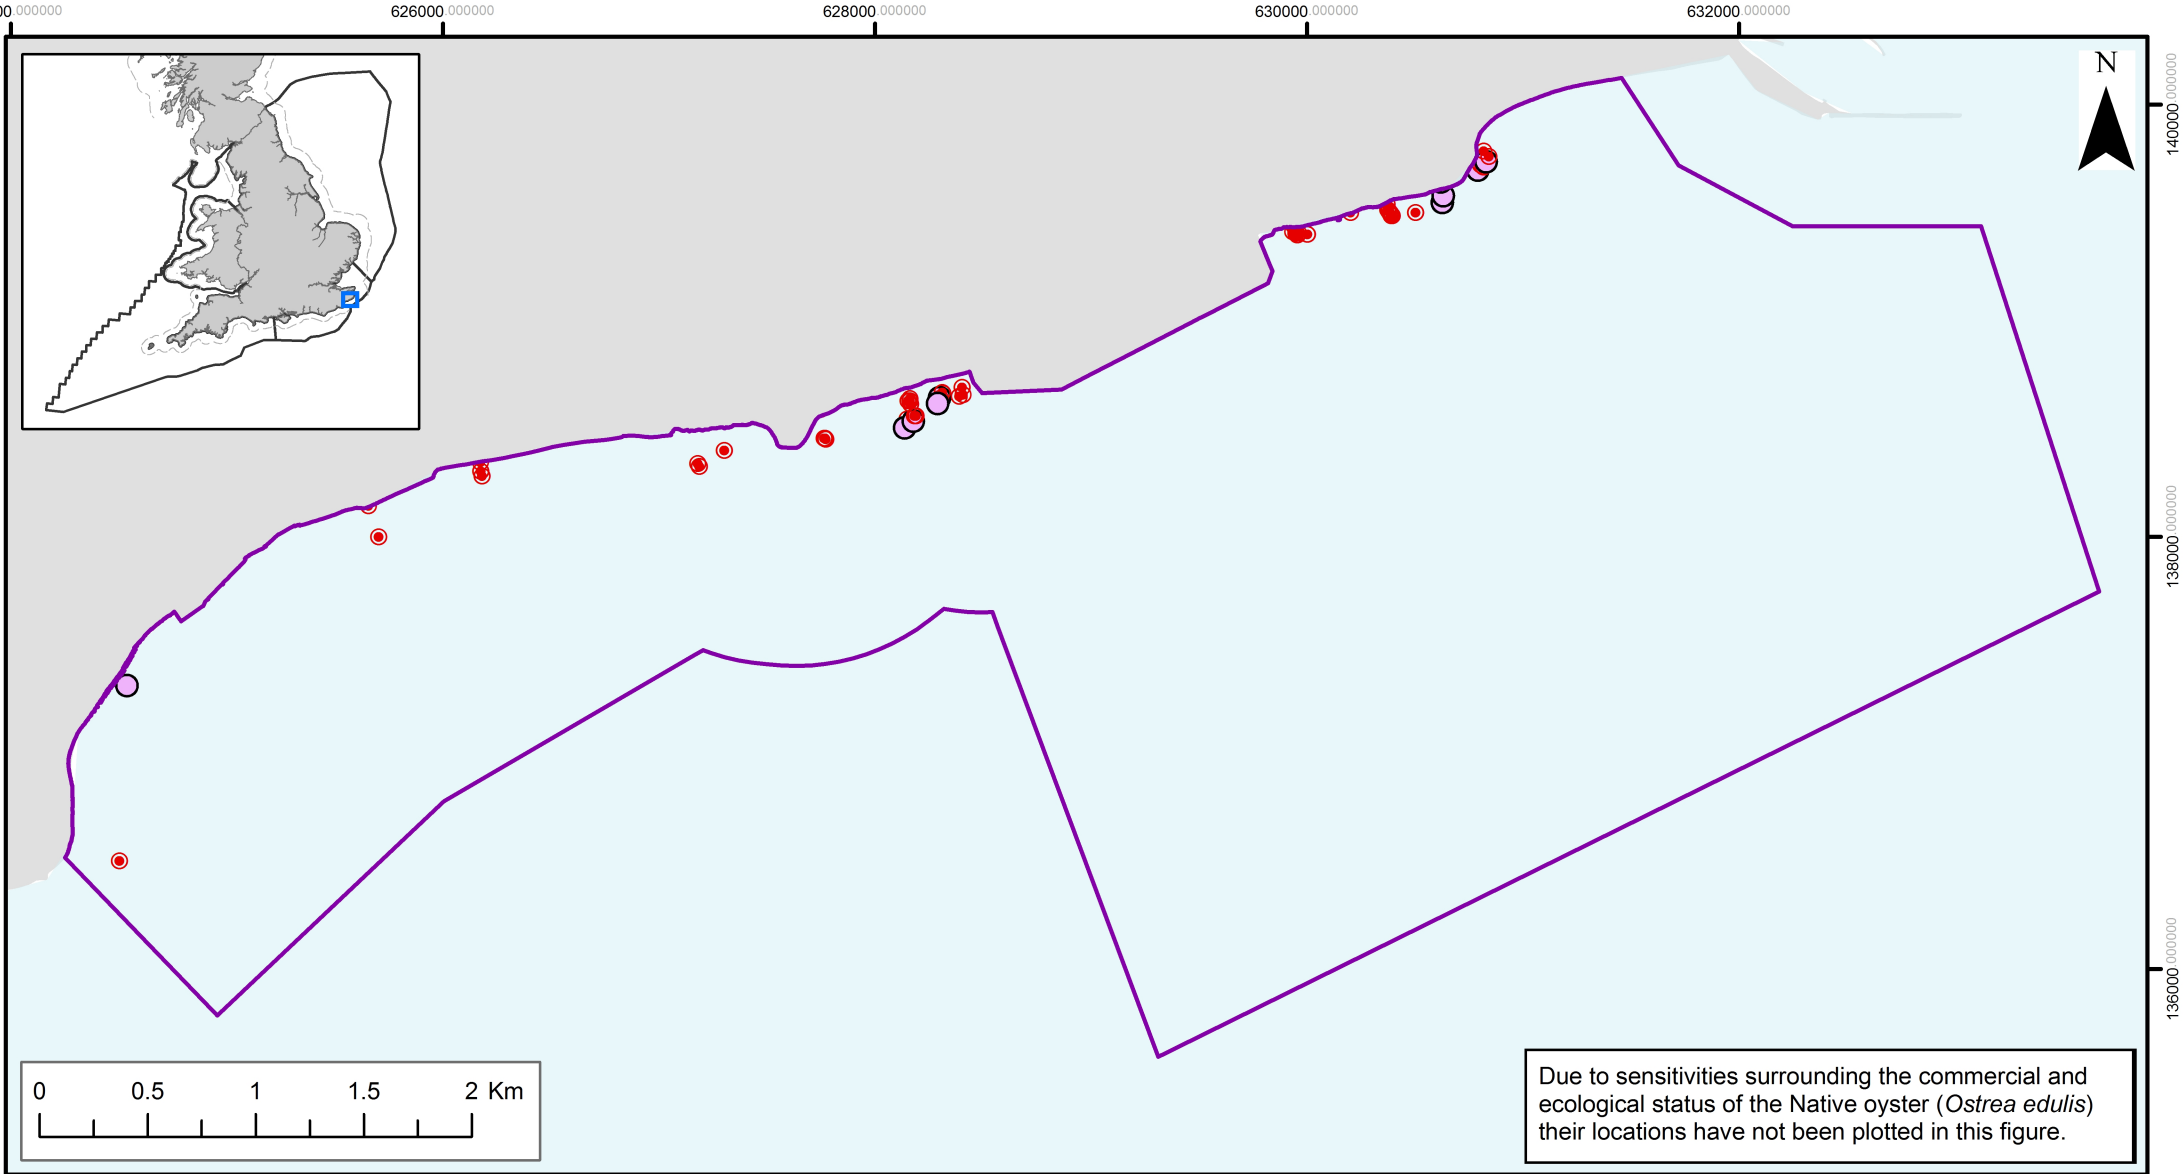 00.000000 626000.000000 628000.000000 630000.000000 632000.000000
N
140000.000000
138000.000000
136000.000000
0 0.5 1 1.5 2 Km
Due to sensitivities surrounding the commercial and
ecological status of the Native oyster (Ostrea edulis)
their locations have not been plotted in this figure.